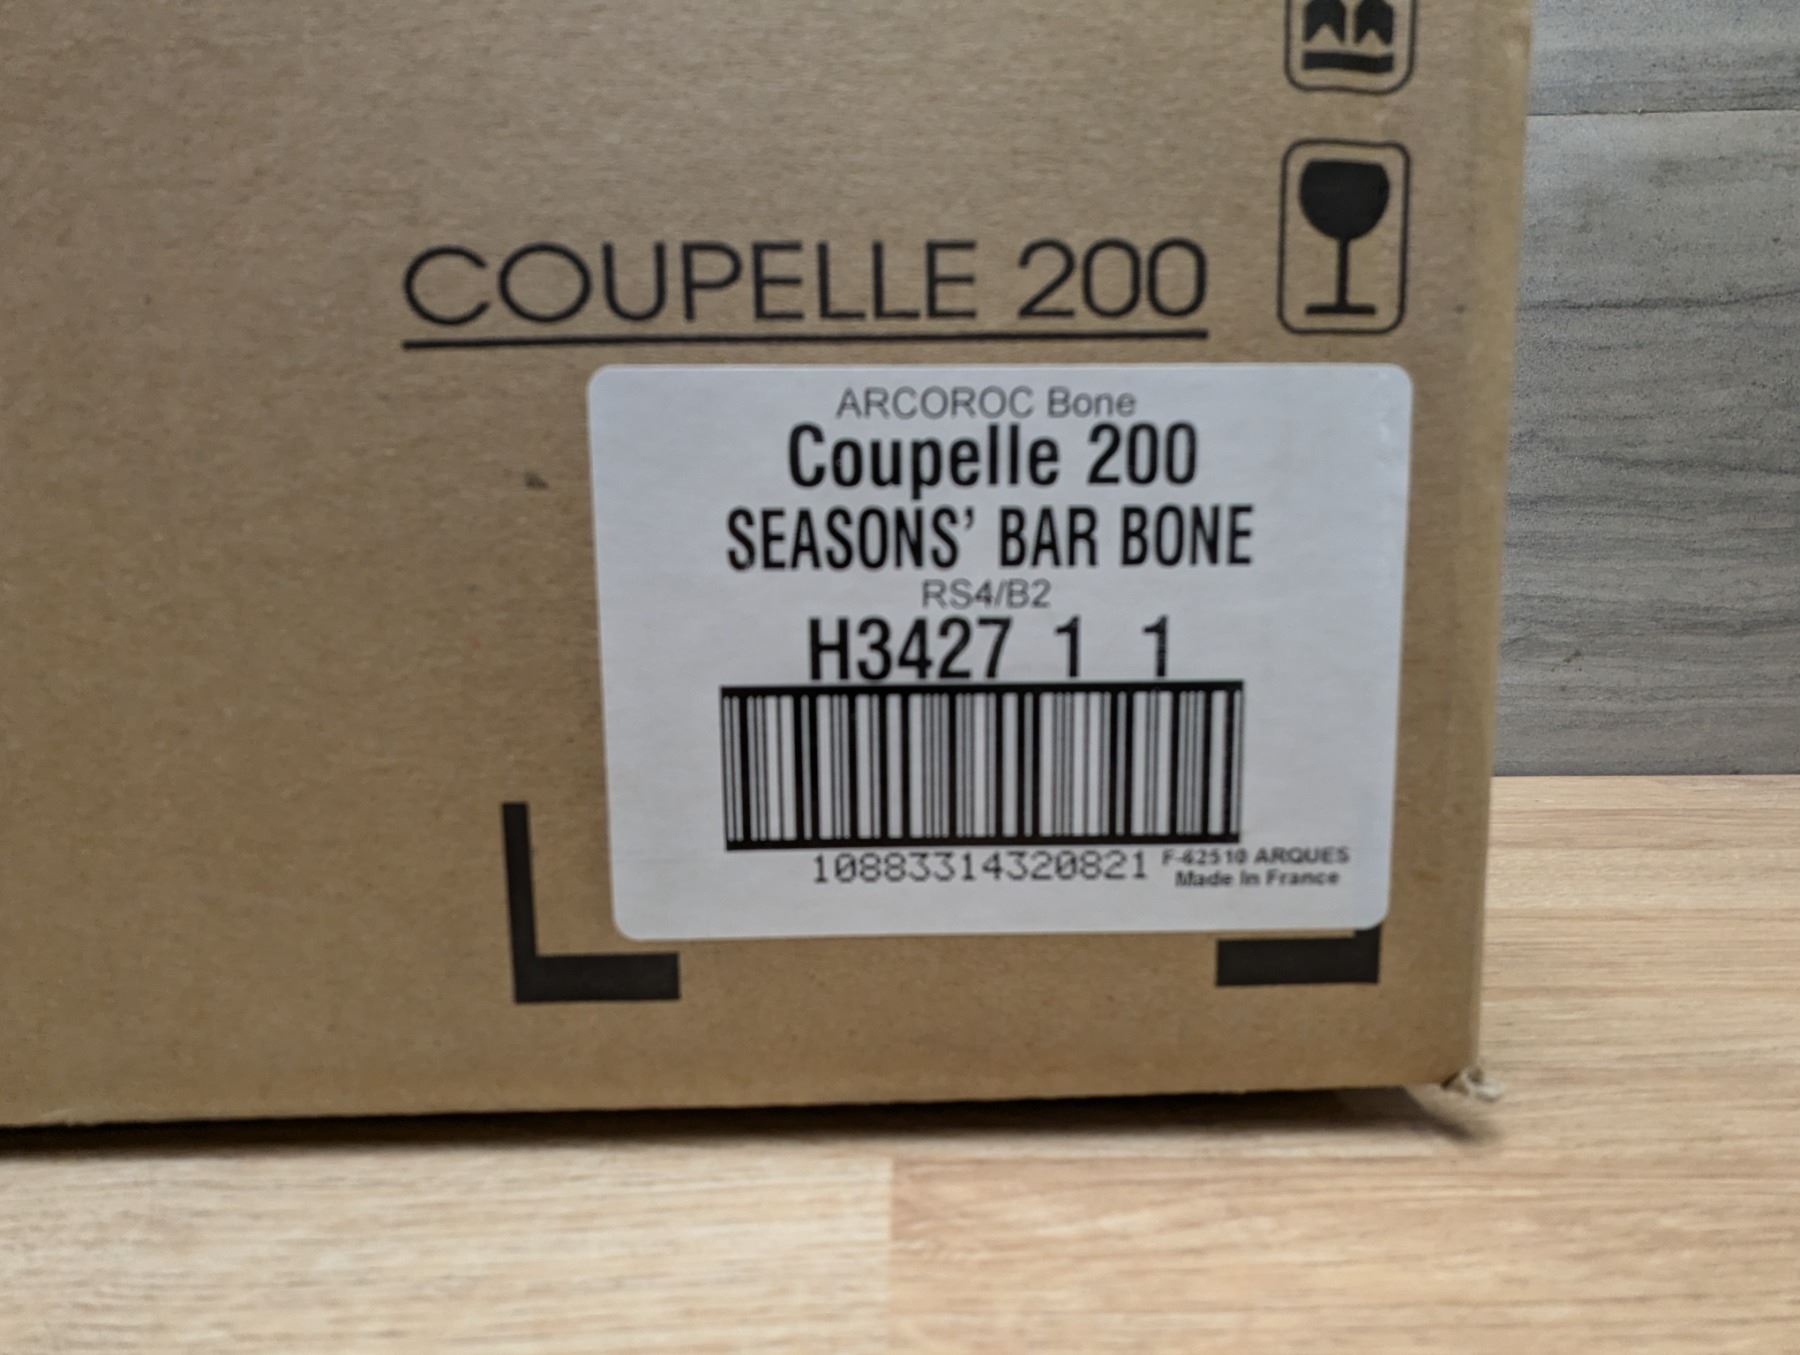 COUPELLE 200
ARCOROC Bone
Coupelle 200
SEASONS' BAR BONE
RS4/B2
H3427 1 1
10883314320821
F-62510 ARQUES
Made In France